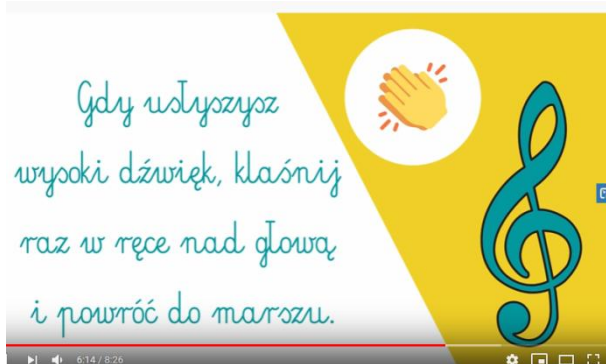 Gdy usłyszysz
wysoki dźwięk, klaśnij
raz w ręce nad głową
i powróć do marszu.
6:14 / 8:26